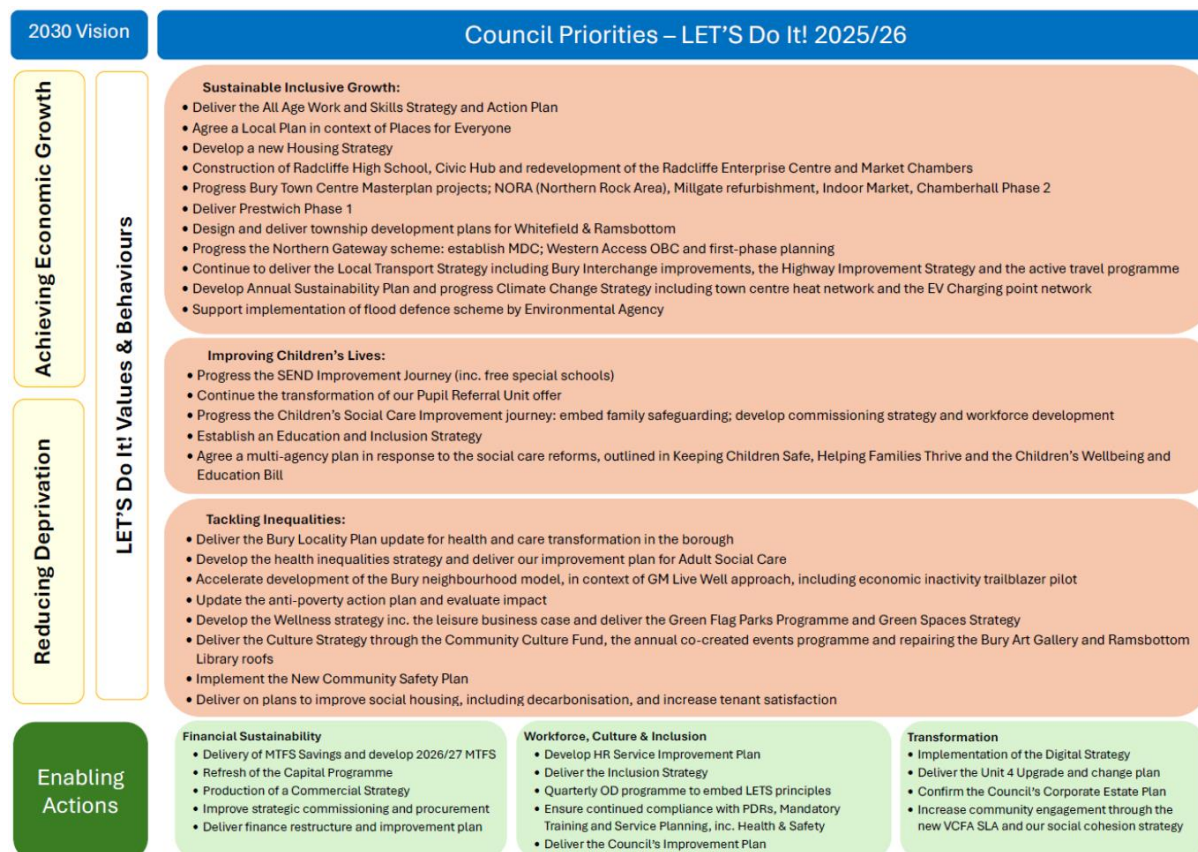 2030 Vision
Council Priorities – LET'S Do It! 2025/26
Achieving Economic Growth
Reducing Deprivation
LET'S Do It! Values & Behaviours
Sustainable Inclusive Growth:
• Deliver the All Age Work and Skills Strategy and Action Plan
• Agree a Local Plan in context of Places for Everyone
• Develop a new Housing Strategy
• Construction of Radcliffe High School, Civic Hub and redevelopment of the Radcliffe Enterprise Centre and Market Chambers
• Progress Bury Town Centre Masterplan projects; NORA (Northern Rock Area), Millgate refurbishment, Indoor Market, Chamberhall Phase 2
• Deliver Prestwich Phase 1
• Design and deliver township development plans for Whitefield & Ramsbottom
• Progress the Northern Gateway scheme: establish MDC; Western Access OBC and first-phase planning
• Continue to deliver the Local Transport Strategy including Bury Interchange improvements, the Highway Improvement Strategy and the active travel programme
• Develop Annual Sustainability Plan and progress Climate Change Strategy including town centre heat network and the EV Charging point network
• Support implementation of flood defence scheme by Environmental Agency
Improving Children's Lives:
• Progress the SEND Improvement Journey (inc. free special schools)
• Continue the transformation of our Pupil Referral Unit offer
• Progress the Children's Social Care Improvement journey: embed family safeguarding; develop commissioning strategy and workforce development
• Establish an Education and Inclusion Strategy
• Agree a multi-agency plan in response to the social care reforms, outlined in Keeping Children Safe, Helping Families Thrive and the Children's Wellbeing and
Education Bill
Tackling Inequalities:
• Deliver the Bury Locality Plan update for health and care transformation in the borough
• Develop the health inequalities strategy and deliver our improvement plan for Adult Social Care
• Accelerate development of the Bury neighbourhood model, in context of GM Live Well approach, including economic inactivity trailblazer pilot
• Update the anti-poverty action plan and evaluate impact
• Develop the Wellness strategy inc. the leisure business case and deliver the Green Flag Parks Programme and Green Spaces Strategy
• Deliver the Culture Strategy through the Community Culture Fund, the annual co-created events programme and repairing the Bury Art Gallery and Ramsbottom
Library roofs
• Implement the New Community Safety Plan
• Deliver on plans to improve social housing, including decarbonisation, and increase tenant satisfaction
Enabling
Actions
Financial Sustainability
• Delivery of MTFS Savings and develop 2026/27 MTFS
• Refresh of the Capital Programme
• Production of a Commercial Strategy
• Improve strategic commissioning and procurement
• Deliver finance restructure and improvement plan
Workforce, Culture & Inclusion
• Develop HR Service Improvement Plan
• Deliver the Inclusion Strategy
• Quarterly OD programme to embed LETS principles
• Ensure continued compliance with PDRs, Mandatory
Training and Service Planning, inc. Health & Safety
• Deliver the Council's Improvement Plan
Transformation
• Implementation of the Digital Strategy
• Deliver the Unit 4 Upgrade and change plan
• Confirm the Council's Corporate Estate Plan
• Increase community engagement through the
new VCFA SLA and our social cohesion strategy